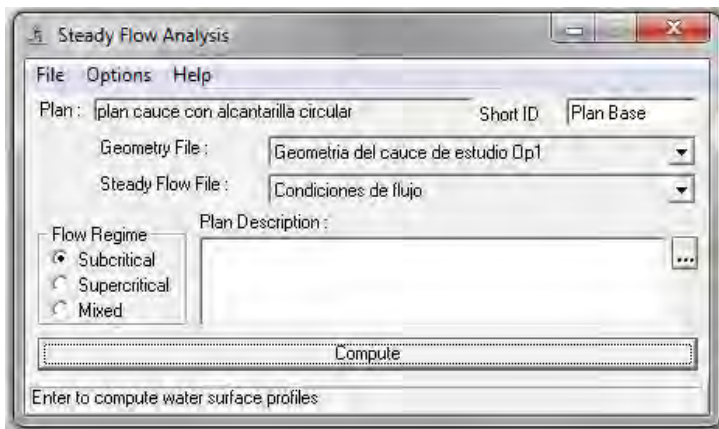 Steady Flow Analysis
File Options Help
Plan : plan cauce con alcantarilla circular Short ID Plan Base
Geometry File : Geometria del cauce de estudio Op1
Steady Flow File : Condiciones de flujo
Plan Description :
Flow Regime
Subcritical
Supercritical
Mixed
...
Compute
Enter to compute water surface profiles